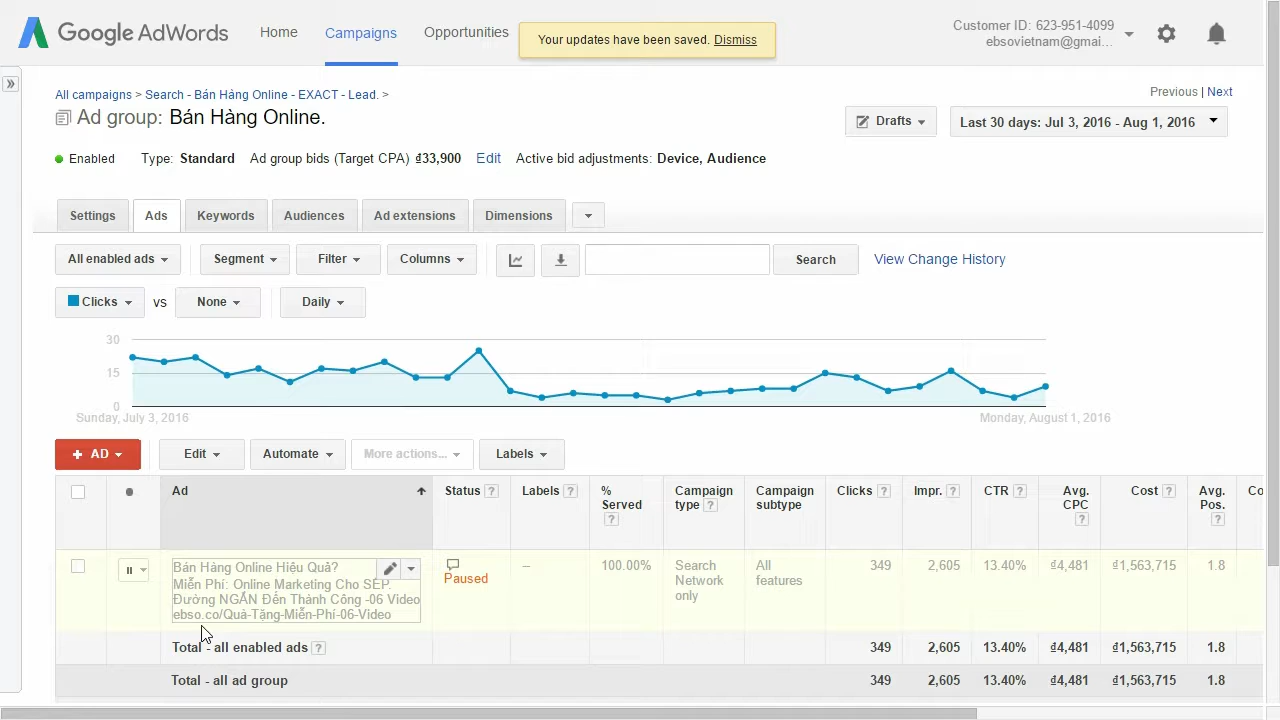 Google AdWords
Home
Campaigns
Opportunities
Your updates have been saved. Dismiss
Customer ID: 623-951-4099
ebsovietnam@gmai...
All campaigns > Search - Bán Hàng Online - EXACT - Lead. >
Previous | Next
Ad group: Bán Hàng Online.
Drafts
Last 30 days: Jul 3, 2016 - Aug 1, 2016
Enabled Type: Standard Ad group bids (Target CPA) ₫33,900 Edit Active bid adjustments: Device, Audience
Settings Ads Keywords Audiences Ad extensions Dimensions
All enabled ads Segment Filter Columns Search View Change History
Clicks vs None Daily
30
15
0
Sunday, July 3, 2016
Monday, August 1, 2016
+ AD Edit Automate More actions... Labels
Ad Status ? Labels ? % Served ? Campaign type ? Campaign subtype Clicks ? Impr. ? CTR ? Avg. CPC ? Cost ? Avg. Pos. ? Co
Bán Hàng Online Hiệu Quả?
Miễn Phí: Online Marketing Cho SẾP.
Đường NGẮN Đến Thành Công -06 Video
ebso.co/Quà-Tặng-Miễn-Phí-06-Video
Paused – 100.00% Search Network only All features 349 2,605 13.40% ₫4,481 ₫1,563,715 1.8
Total - all enabled ads ? 349 2,605 13.40% ₫4,481 ₫1,563,715 1.8
Total - all ad group 349 2,605 13.40% ₫4,481 ₫1,563,715 1.8